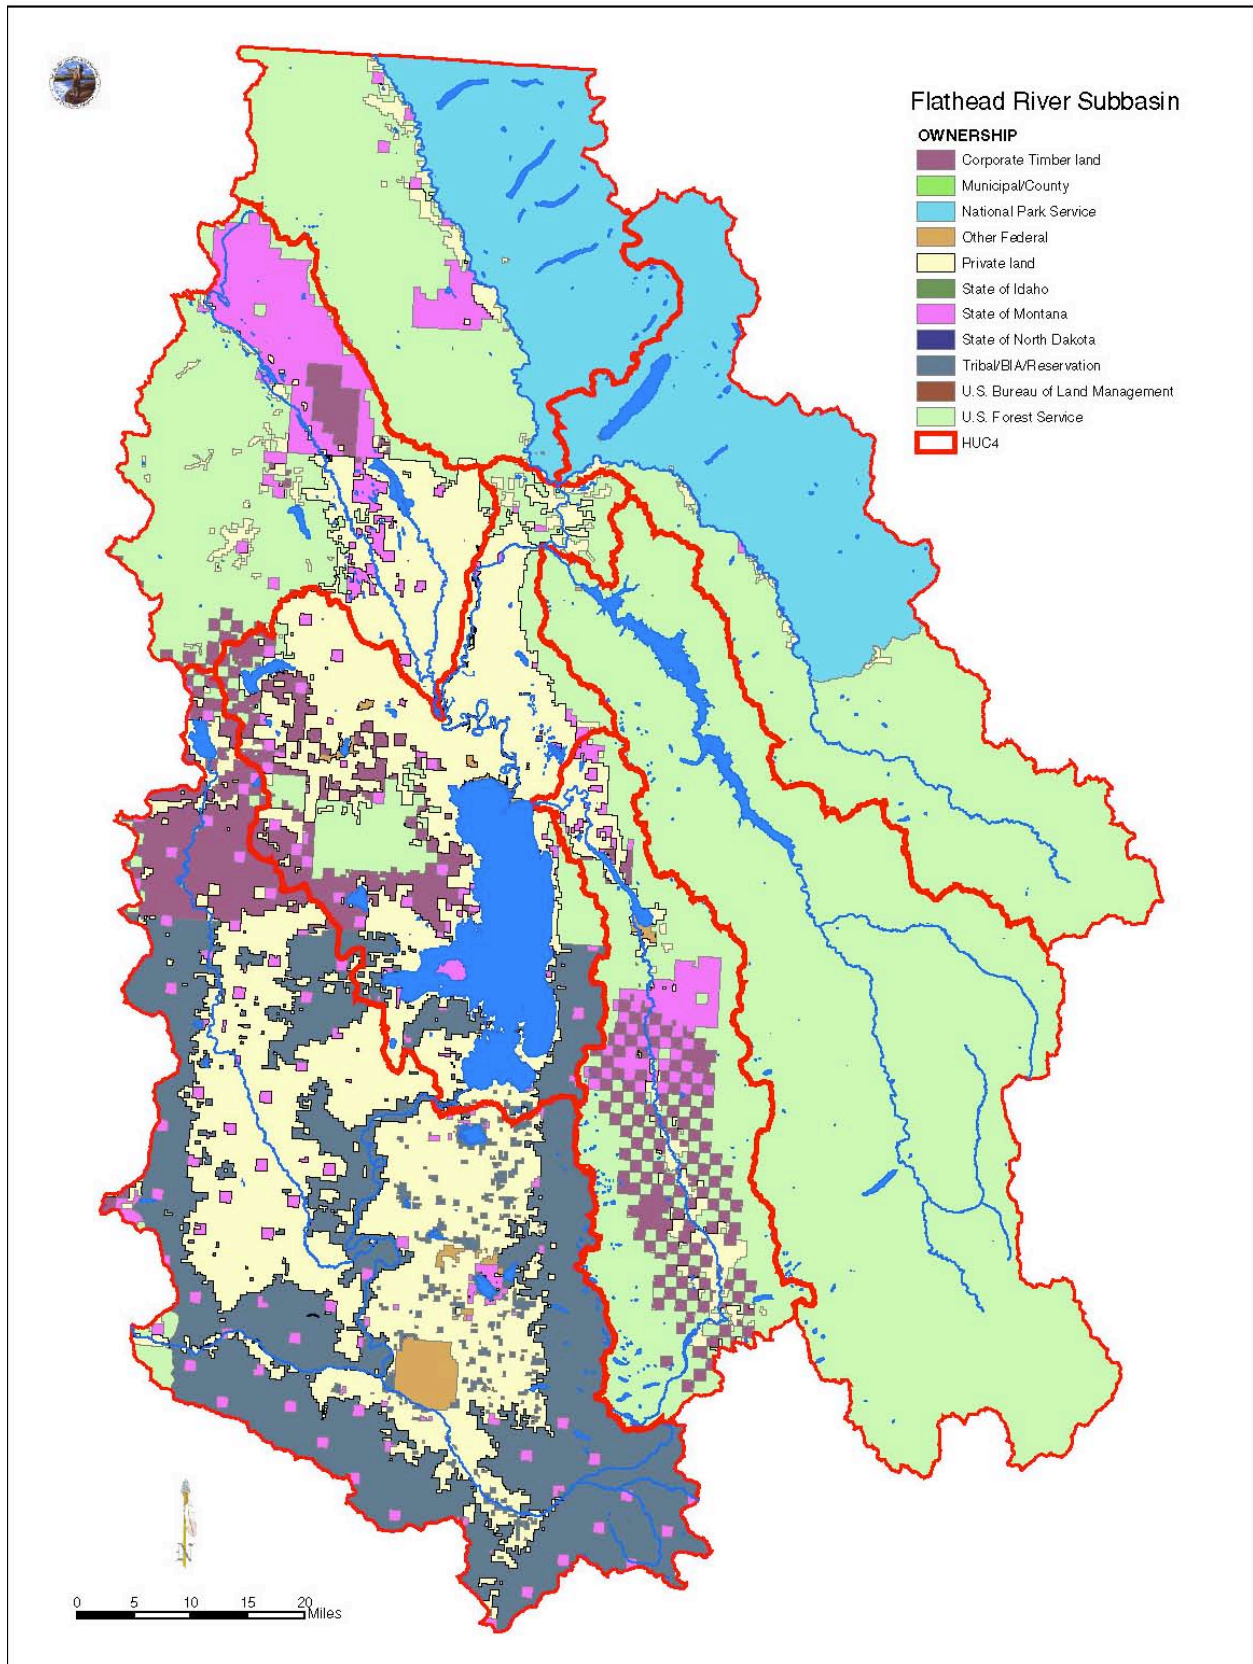 Flathead River Subbasin
OWNERSHIP
Corporate Timber land
Municipal/County
National Park Service
Other Federal
Private land
State of Idaho
State of Montana
State of North Dakota
Tribal/BIA/Reservation
U.S. Bureau of Land Management
U.S. Forest Service
HUC4
0 5 10 15 20
Miles